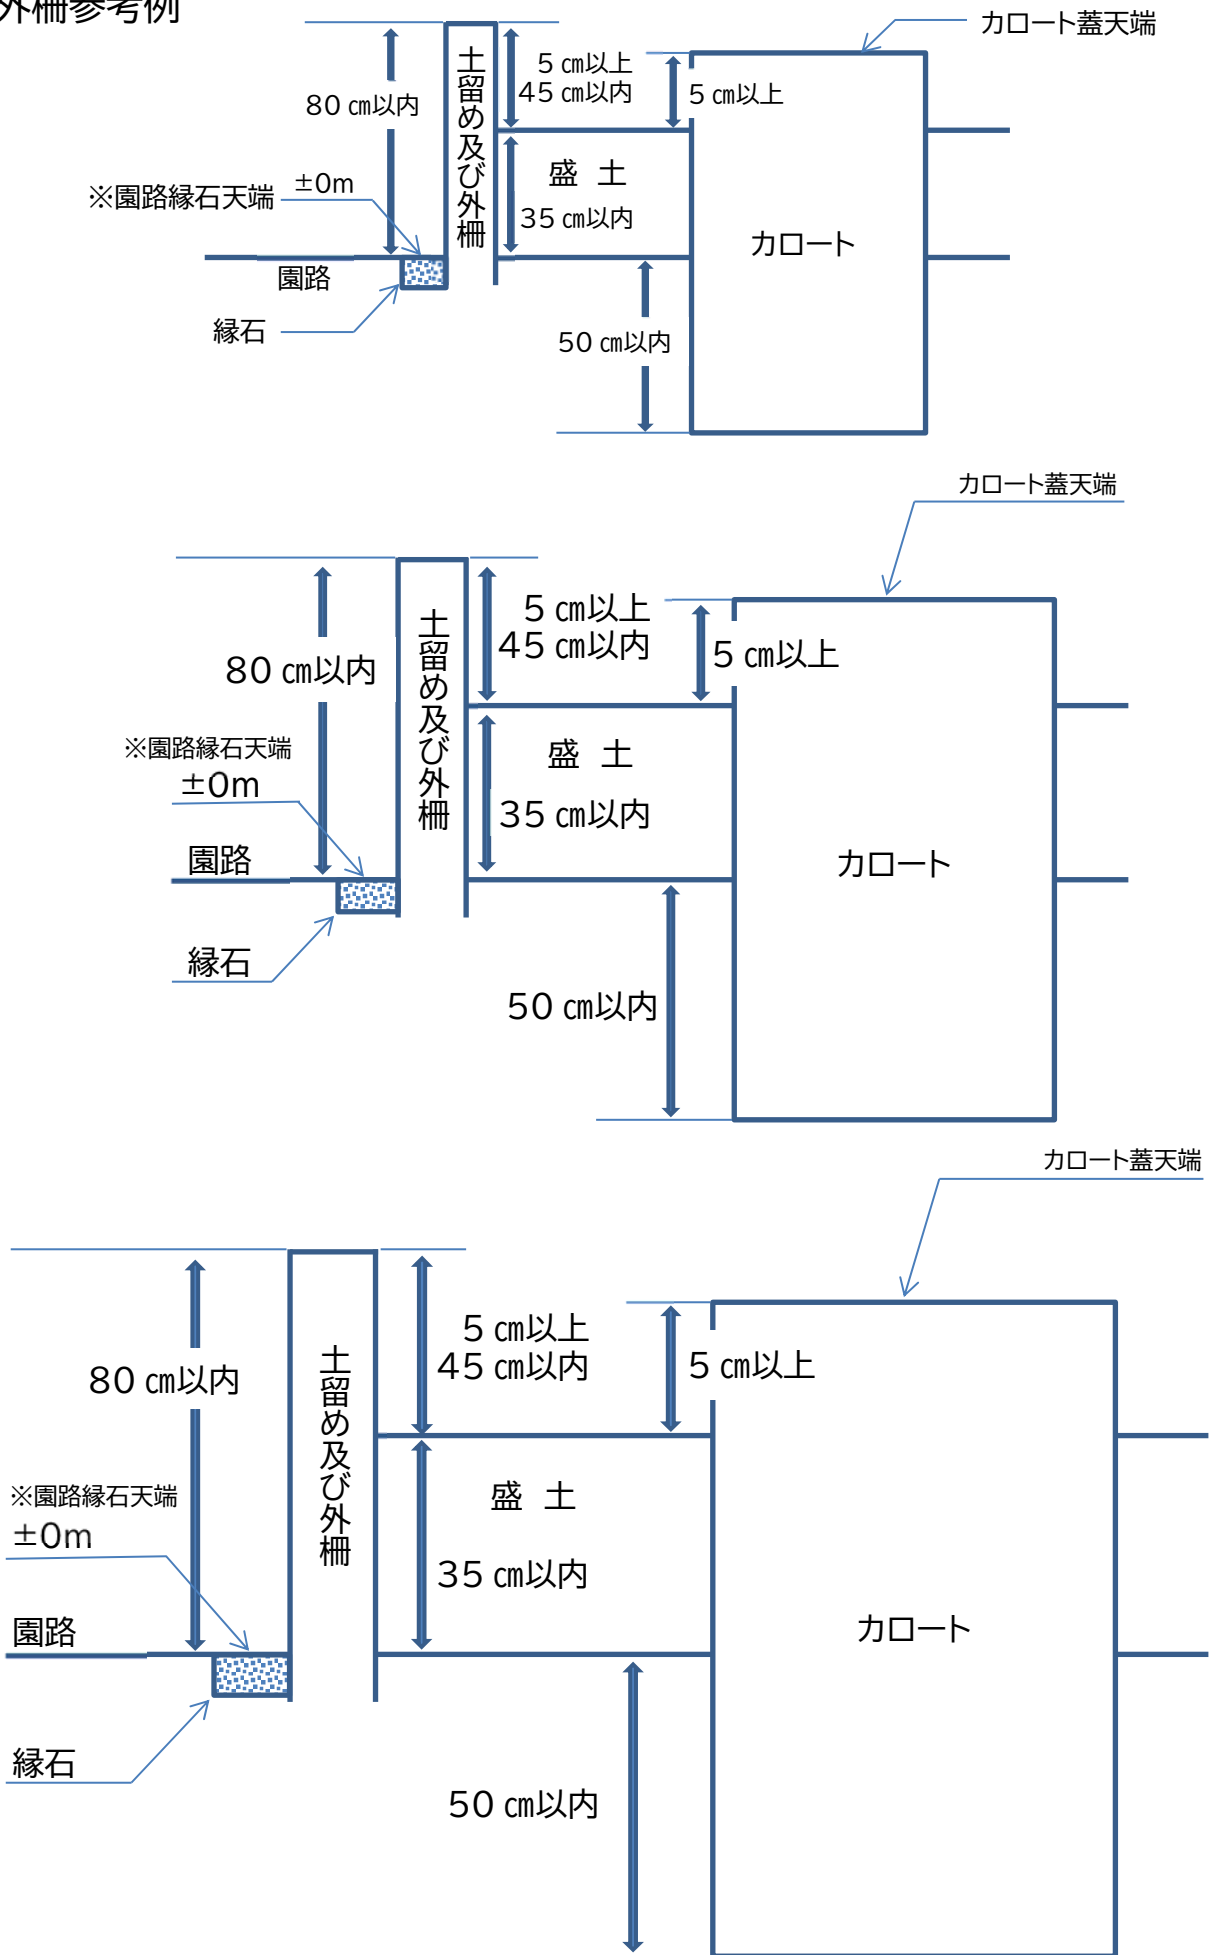 外柵参考例
カロート蓋天端
土留め及び外柵
5 ㎝以上
45 ㎝以内
5 ㎝以上
80 ㎝以内
盛 土
※園路縁石天端
±0m
35 ㎝以内
カロート
園路
縁石
50 ㎝以内
カロート蓋天端
土留め及び外柵
5 ㎝以上
45 ㎝以内
5 ㎝以上
80 ㎝以内
※園路縁石天端
盛 土
±0m
35 ㎝以内
園路
カロート
縁石
50 ㎝以内
カロート蓋天端
土留め及び外柵
5 ㎝以上
45 ㎝以内
5 ㎝以上
80 ㎝以内
※園路縁石天端
盛 土
±0m
35 ㎝以内
園路
カロート
縁石
50 ㎝以内